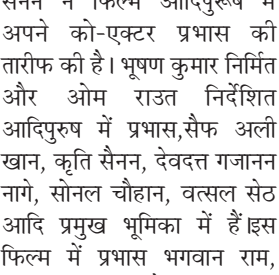 सैनन ने फिल्म आदिपुरूष में
अपने को-एक्टर प्रभास की
तारीफ की है। भूषण कुमार निर्मित
और ओम राउत निर्देशित
आदिपुरुष में प्रभास,सैफ अली
खान, कृति सैनन, देवदत्त गजानन
नागे, सोनल चौहान, वत्सल सेठ
आदि प्रमुख भूमिका में हैं।इस
फिल्म में प्रभास भगवान राम,